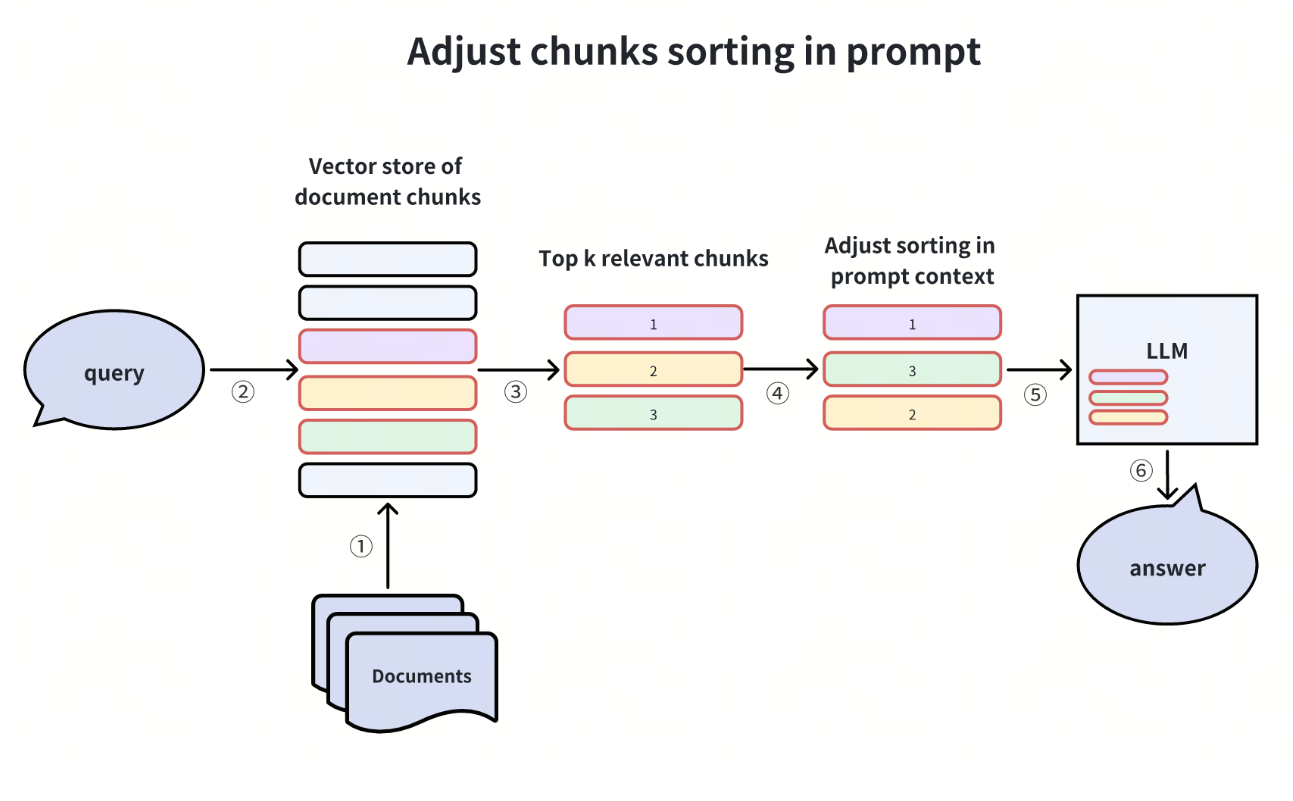 Adjust chunks sorting in prompt
Vector store of
document chunks
Top k relevant chunks
Adjust sorting in
prompt context
query
②
③
1
2
3
④
1
3
2
⑤
LLM
⑥
answer
①
Documents